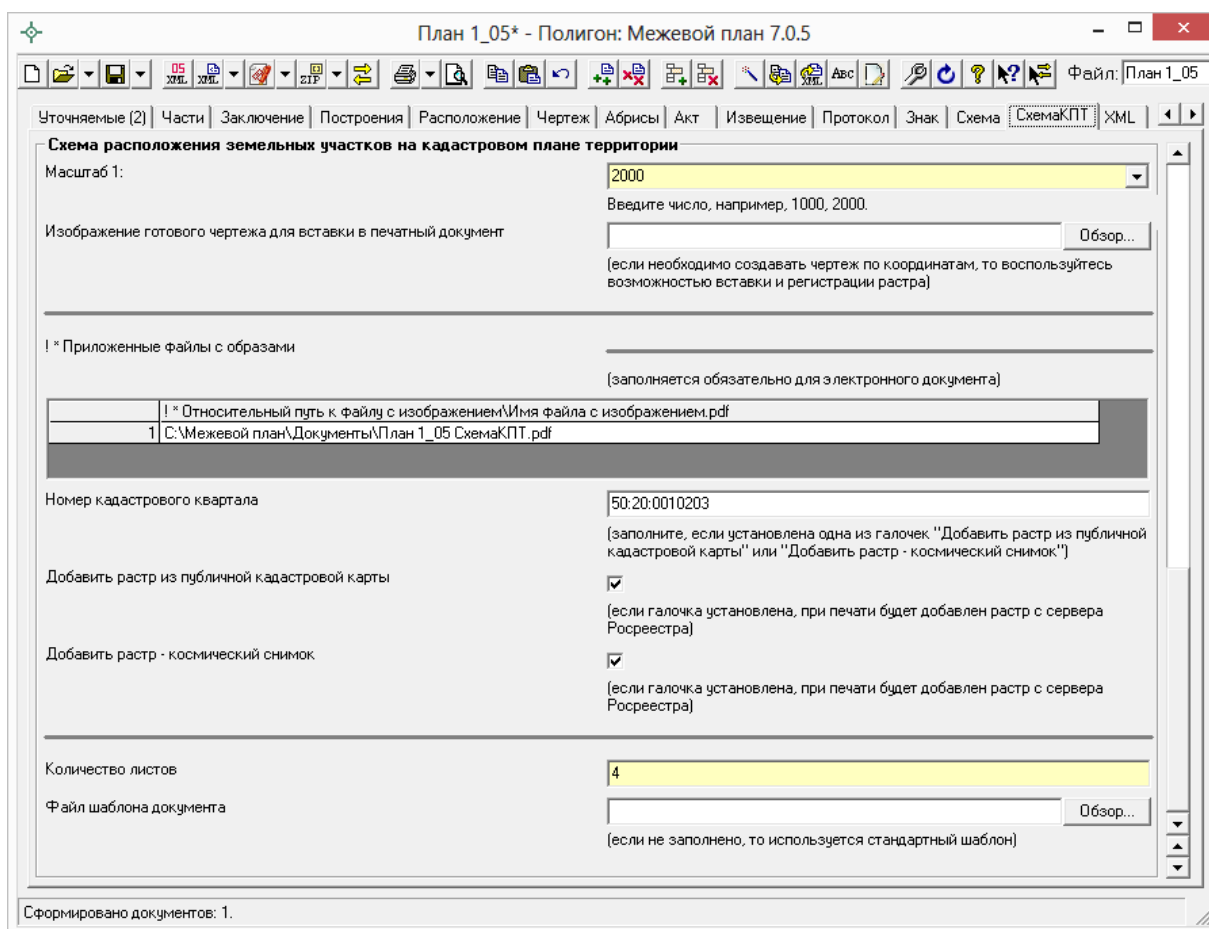 План 1_05* - Полигон: Межевой план 7.0.5
05 XML XML ZIP XML ABC Файл: План 1_05
Уточняемые (2) Части Заключение Построения Расположение Чертеж Абрисы Акт Извещение Протокол Знак Схема СхемаКПТ XML
Схема расположения земельных участков на кадастровом плане территории
Масштаб 1: 2000
Введите число, например, 1000, 2000.
Изображение готового чертежа для вставки в печатный документ Обзор...
(если необходимо создавать чертеж по координатам, то воспользуйтесь
возможностью вставки и регистрации растра)
! * Приложенные файлы с образами
(заполняется обязательно для электронного документа)
! * Относительный путь к файлу с изображением\Имя файла с изображением.pdf
1 C:\Межевой план\Документы\План 1_05 СхемаКПТ.pdf
Номер кадастрового квартала 50:20:0010203
(заполните, если установлена одна из галочек "Добавить растр из публичной
кадастровой карты" или "Добавить растр - космический снимок")
Добавить растр из публичной кадастровой карты
(если галочка установлена, при печати будет добавлен растр с сервера
Росреестра)
Добавить растр - космический снимок
(если галочка установлена, при печати будет добавлен растр с сервера
Росреестра)
Количество листов 4
Файл шаблона документа Обзор...
(если не заполнено, то используется стандартный шаблон)
Сформировано документов: 1.